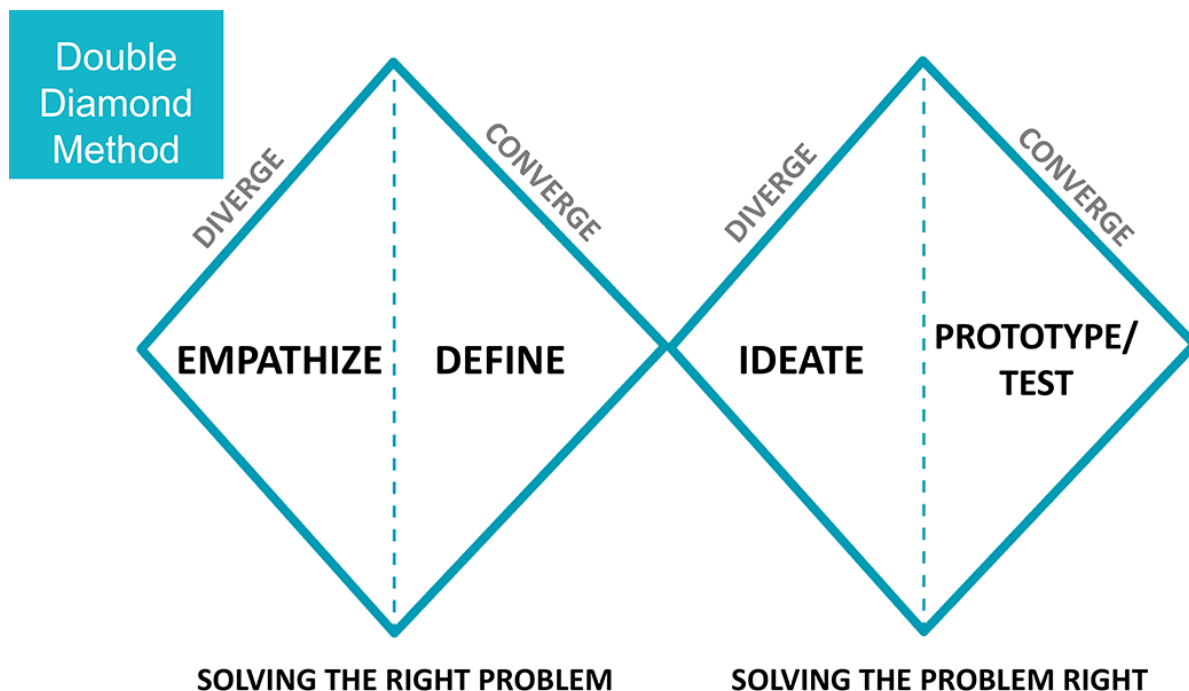 Double
Diamond
Method
DIVERGE
CONVERGE
DIVERGE
CONVERGE
EMPATHIZE
DEFINE
IDEATE
PROTOTYPE/
TEST
SOLVING THE RIGHT PROBLEM
SOLVING THE PROBLEM RIGHT